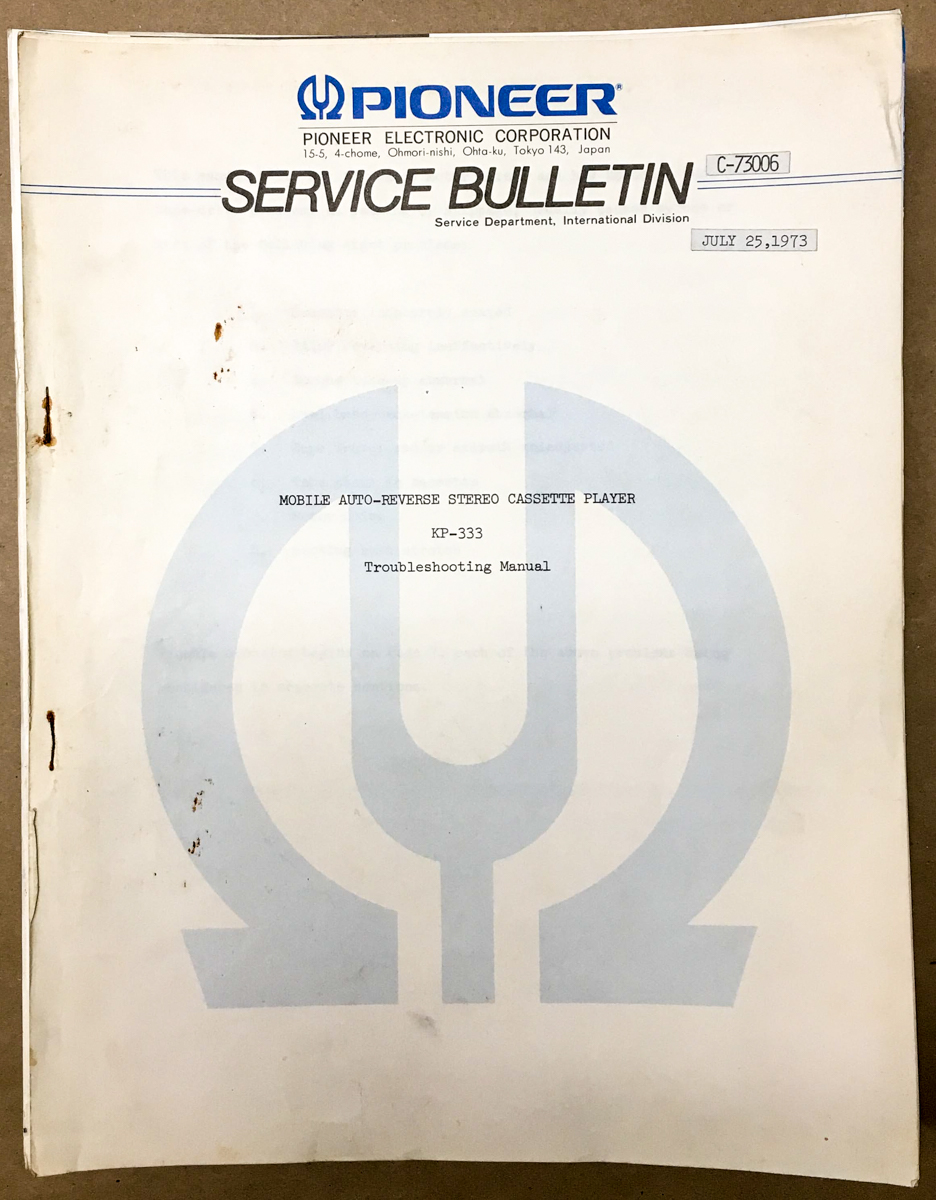 PIONEER®
PIONEER ELECTRONIC CORPORATION
15-5, 4-chome, Ohmori-nishi, Ohta-ku, Tokyo 143, Japan
C-73006
SERVICE BULLETIN
Service Department, International Division
JULY 25,1973
MOBILE AUTO-REVERSE STEREO CASSETTE PLAYER
KP-333
Troubleshooting Manual